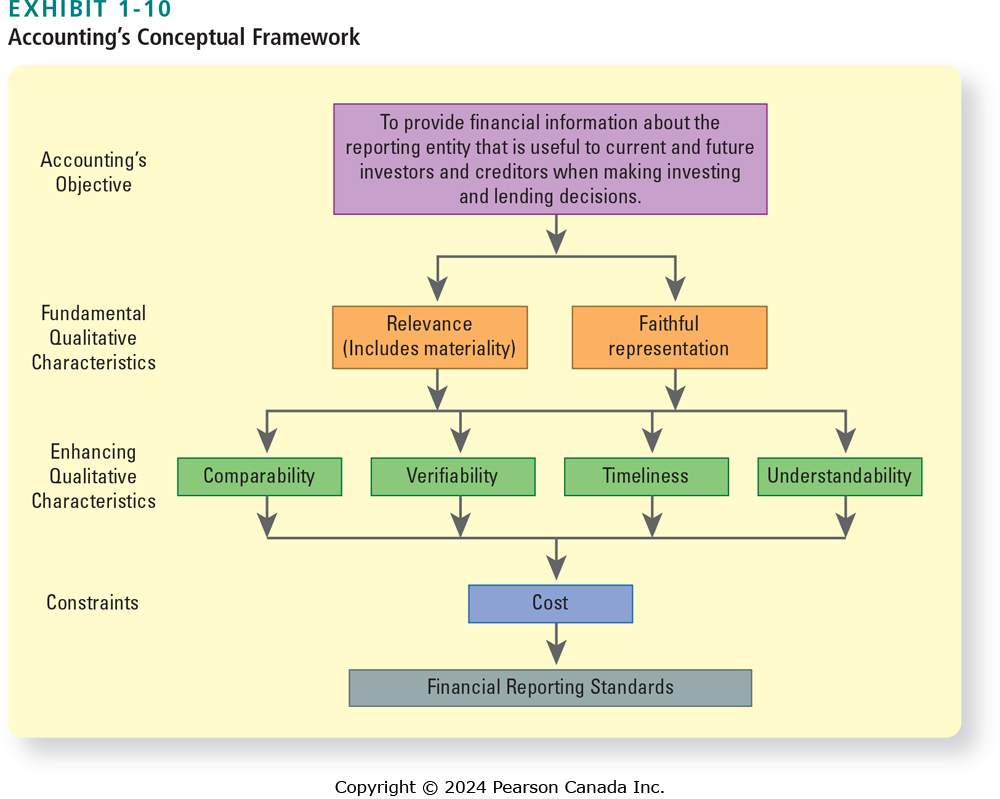 EXHIBIT 1-10
Accounting's Conceptual Framework
Accounting's
Objective
To provide financial information about the
reporting entity that is useful to current and future
investors and creditors when making investing
and lending decisions.
Fundamental
Qualitative
Characteristics
Relevance
(Includes materiality)
Faithful
representation
Enhancing
Qualitative
Characteristics
Comparability
Verifiability
Timeliness
Understandability
Constraints
Cost
Financial Reporting Standards
Copyright © 2024 Pearson Canada Inc.